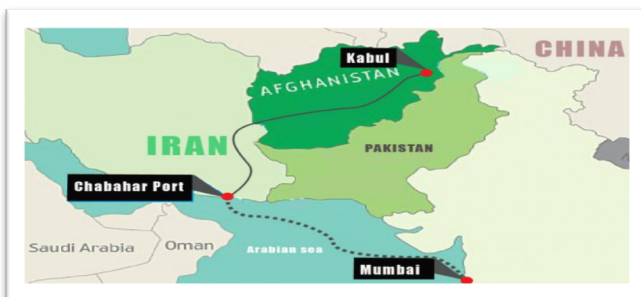 CHINA
Kabul
AFGHANISTAN
IRAN
PAKISTAN
Chabahar Port
Saudi Arabia
Oman
Arabian sea
Mumbai